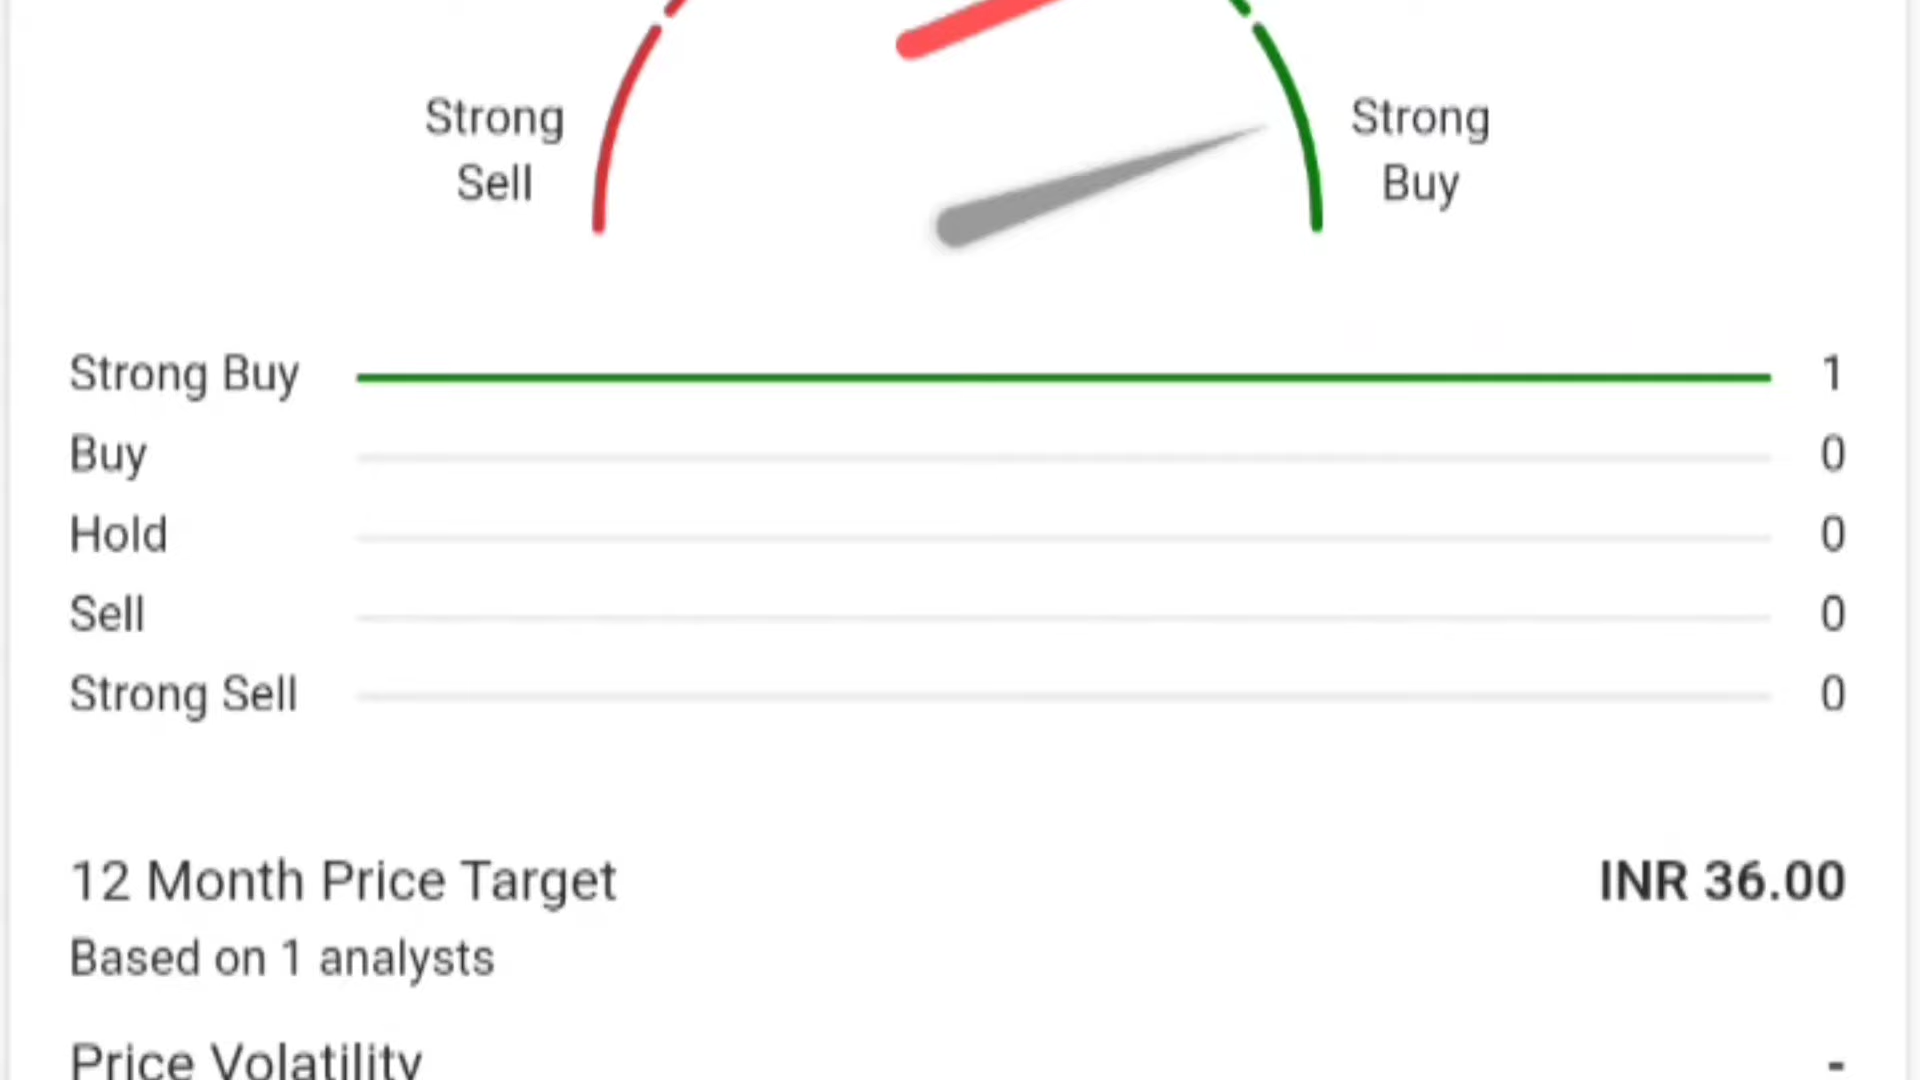 Strong
Sell
Strong
Buy
Strong Buy 1
Buy 0
Hold 0
Sell 0
Strong Sell 0
12 Month Price Target INR 36.00
Based on 1 analysts
Price Volatility -